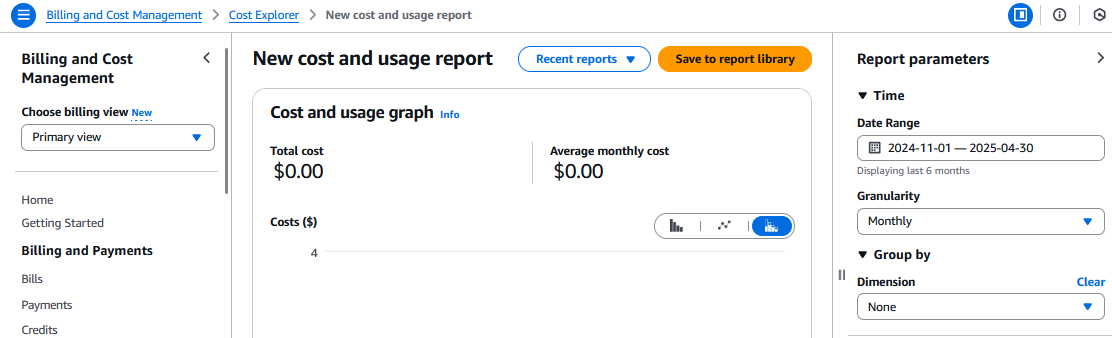 Billing and Cost Management > Cost Explorer > New cost and usage report
Billing and Cost
Management
Choose billing view New
Primary view
Home
Getting Started
Billing and Payments
Bills
Payments
Credits
New cost and usage report
Recent reports
Save to report library
Cost and usage graph Info
Total cost
$0.00
Average monthly cost
$0.00
Costs ($)
4
Report parameters
Time
Date Range
2024-11-01 — 2025-04-30
Displaying last 6 months
Granularity
Monthly
Group by
Dimension Clear
None